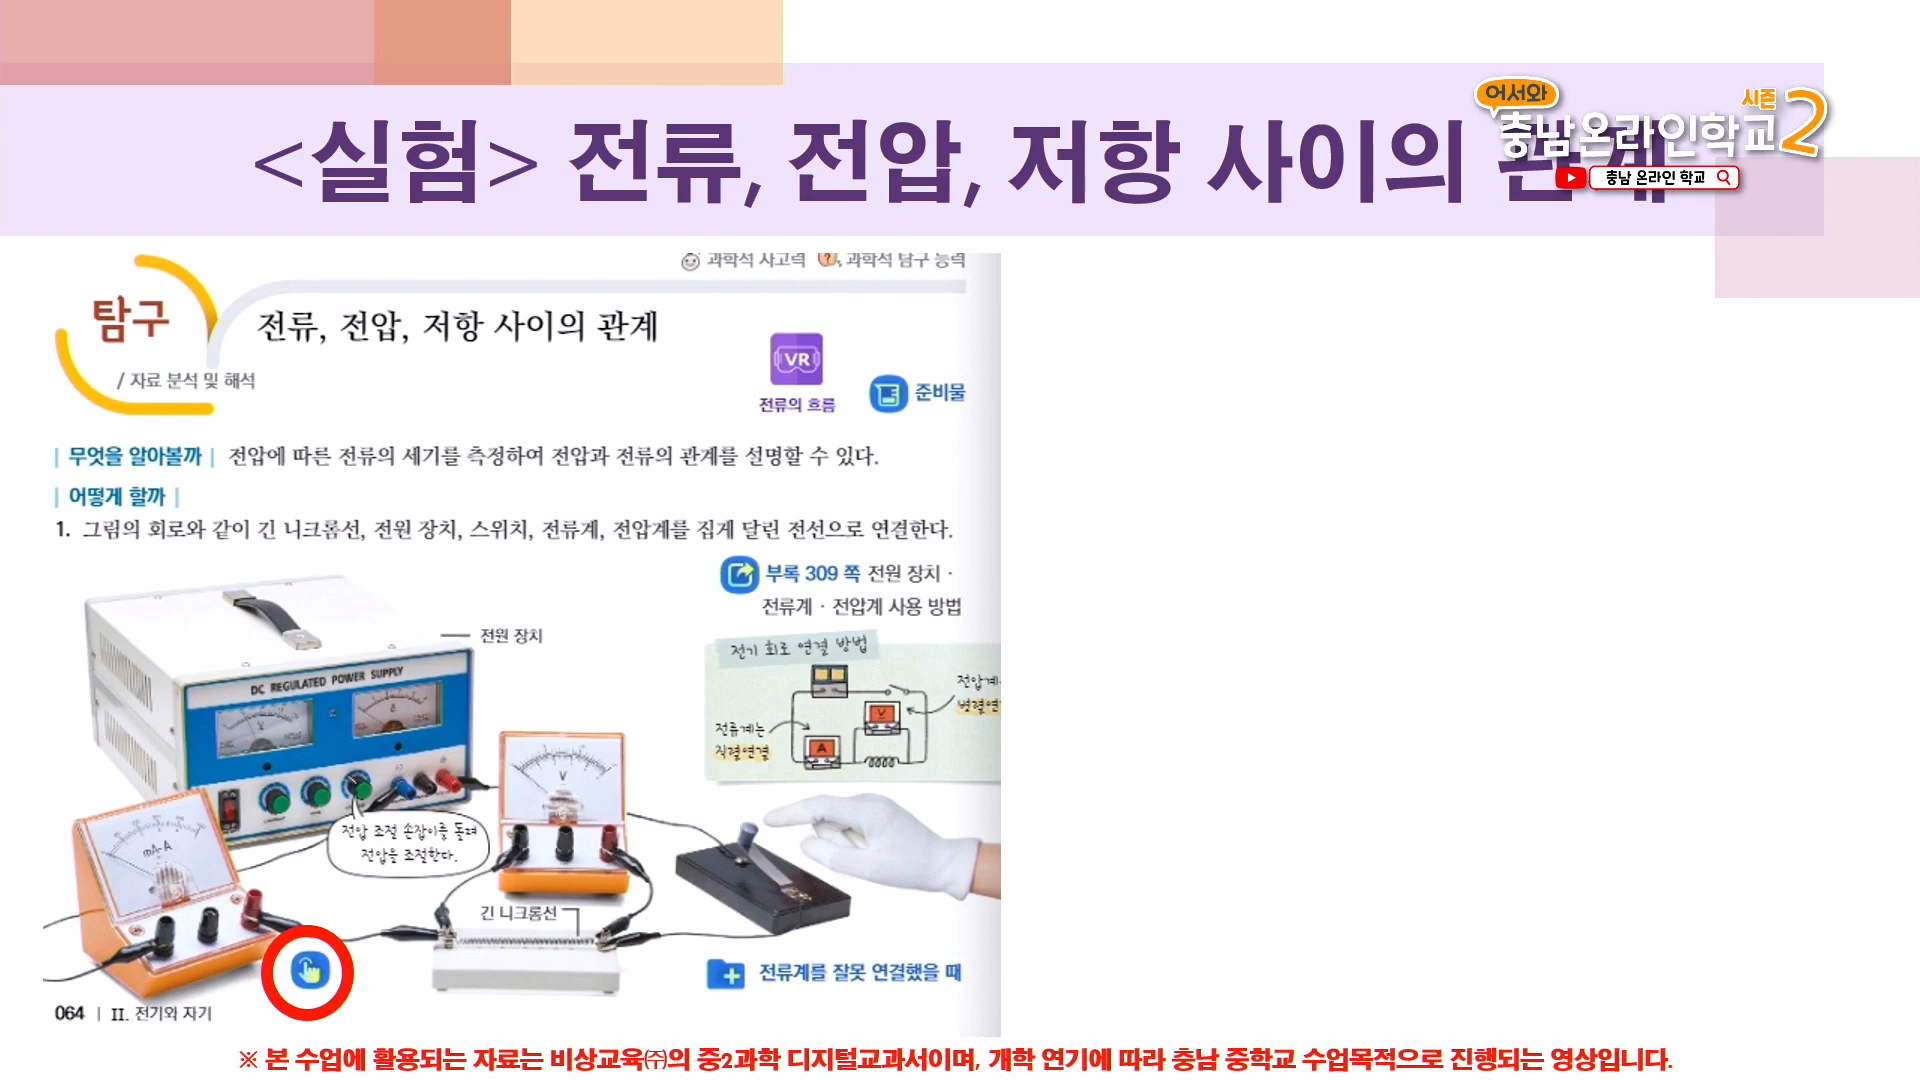 어서와
시즌2
충남온라인학교
충남 온라인 학교
<실험> 전류, 전압, 저항 사이의 관계
과학적 사고력 과학적 탐구 능력
탐구
전류, 전압, 저항 사이의 관계
/ 자료 분석 및 해석
VR
전류의 흐름
준비물
| 무엇을 알아볼까 | 전압에 따른 전류의 세기를 측정하여 전압과 전류의 관계를 설명할 수 있다.
| 어떻게 할까 |
1. 그림의 회로와 같이 긴 니크롬선, 전원 장치, 스위치, 전류계, 전압계를 집게 달린 전선으로 연결한다.
부록 309 쪽 전원 장치 ·
전류계 · 전압계 사용 방법
전원 장치
DC REGULATED POWER SUPPLY
전기 회로 연결 방법
전압계
V
전류계는
직렬연결
A
V
mA-A
전압 조절 손잡이를 돌려
전압을 조절한다.
긴 니크롬선
전류계를 잘못 연결했을 때
064 | II. 전기와 자기
※ 본 수업에 활용되는 자료는 비상교육㈜의 중2과학 디지털교과서이며, 개학 연기에 따라 충남 중학교 수업목적으로 진행되는 영상입니다.